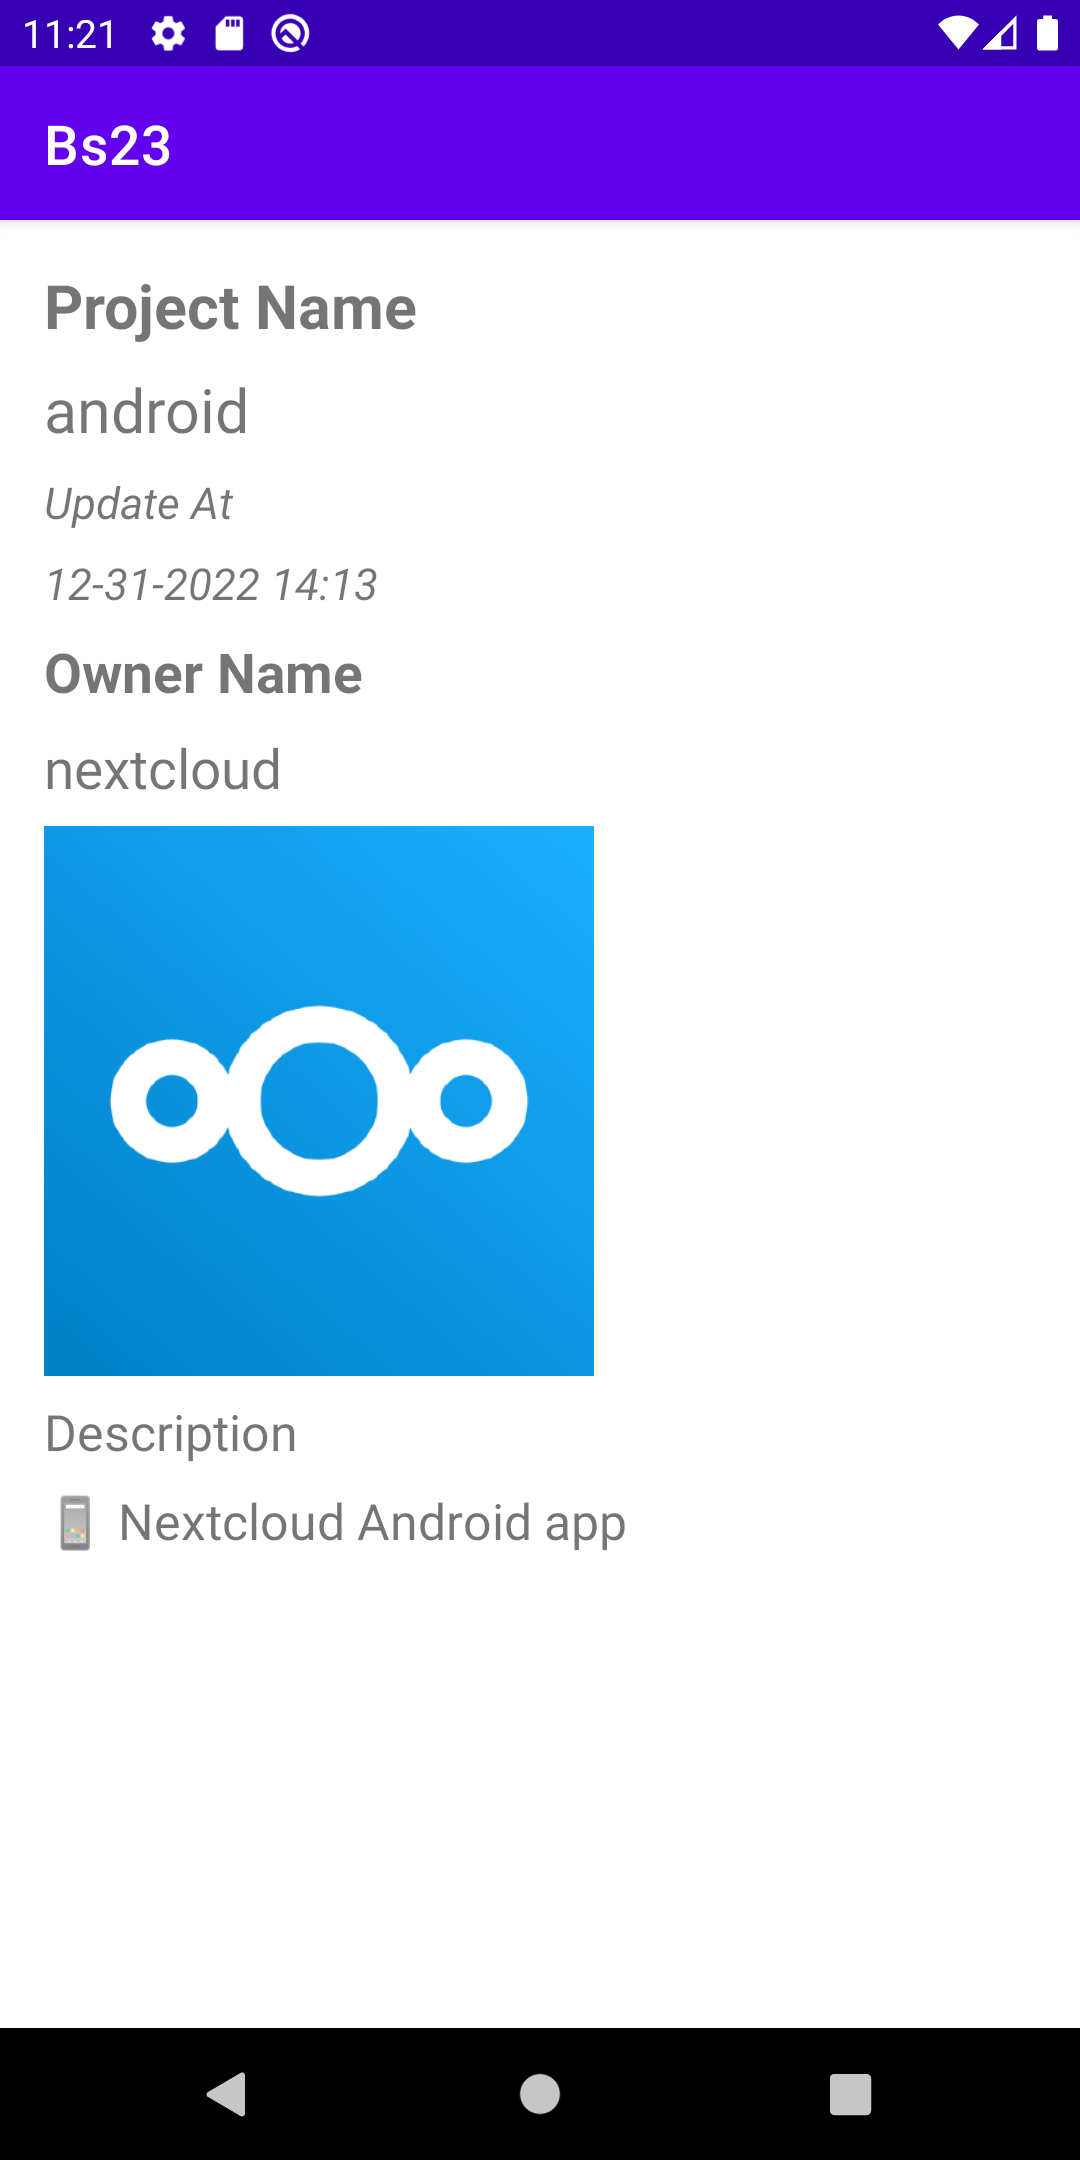 11:21
Bs23
Project Name
android
Update At
12-31-2022 14:13
Owner Name
nextcloud
Description
📱 Nextcloud Android app